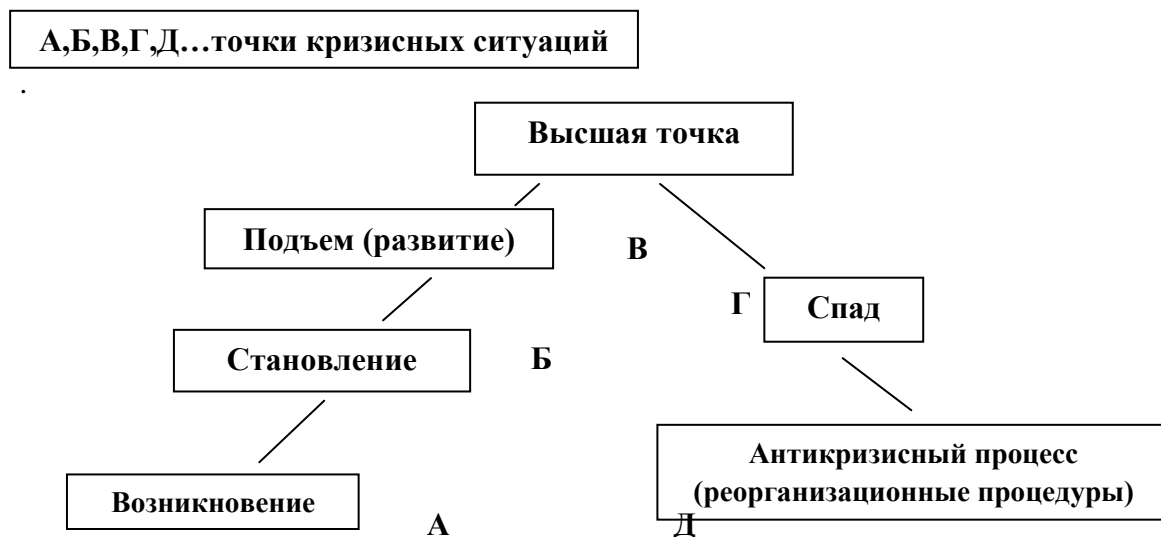 А,Б,В,Г,Д…точки кризисных ситуаций
.
Высшая точка
Подъем (развитие)
В
Г
Спад
Становление
Б
Антикризисный процесс
(реорганизационные процедуры)
Возникновение
А
Д